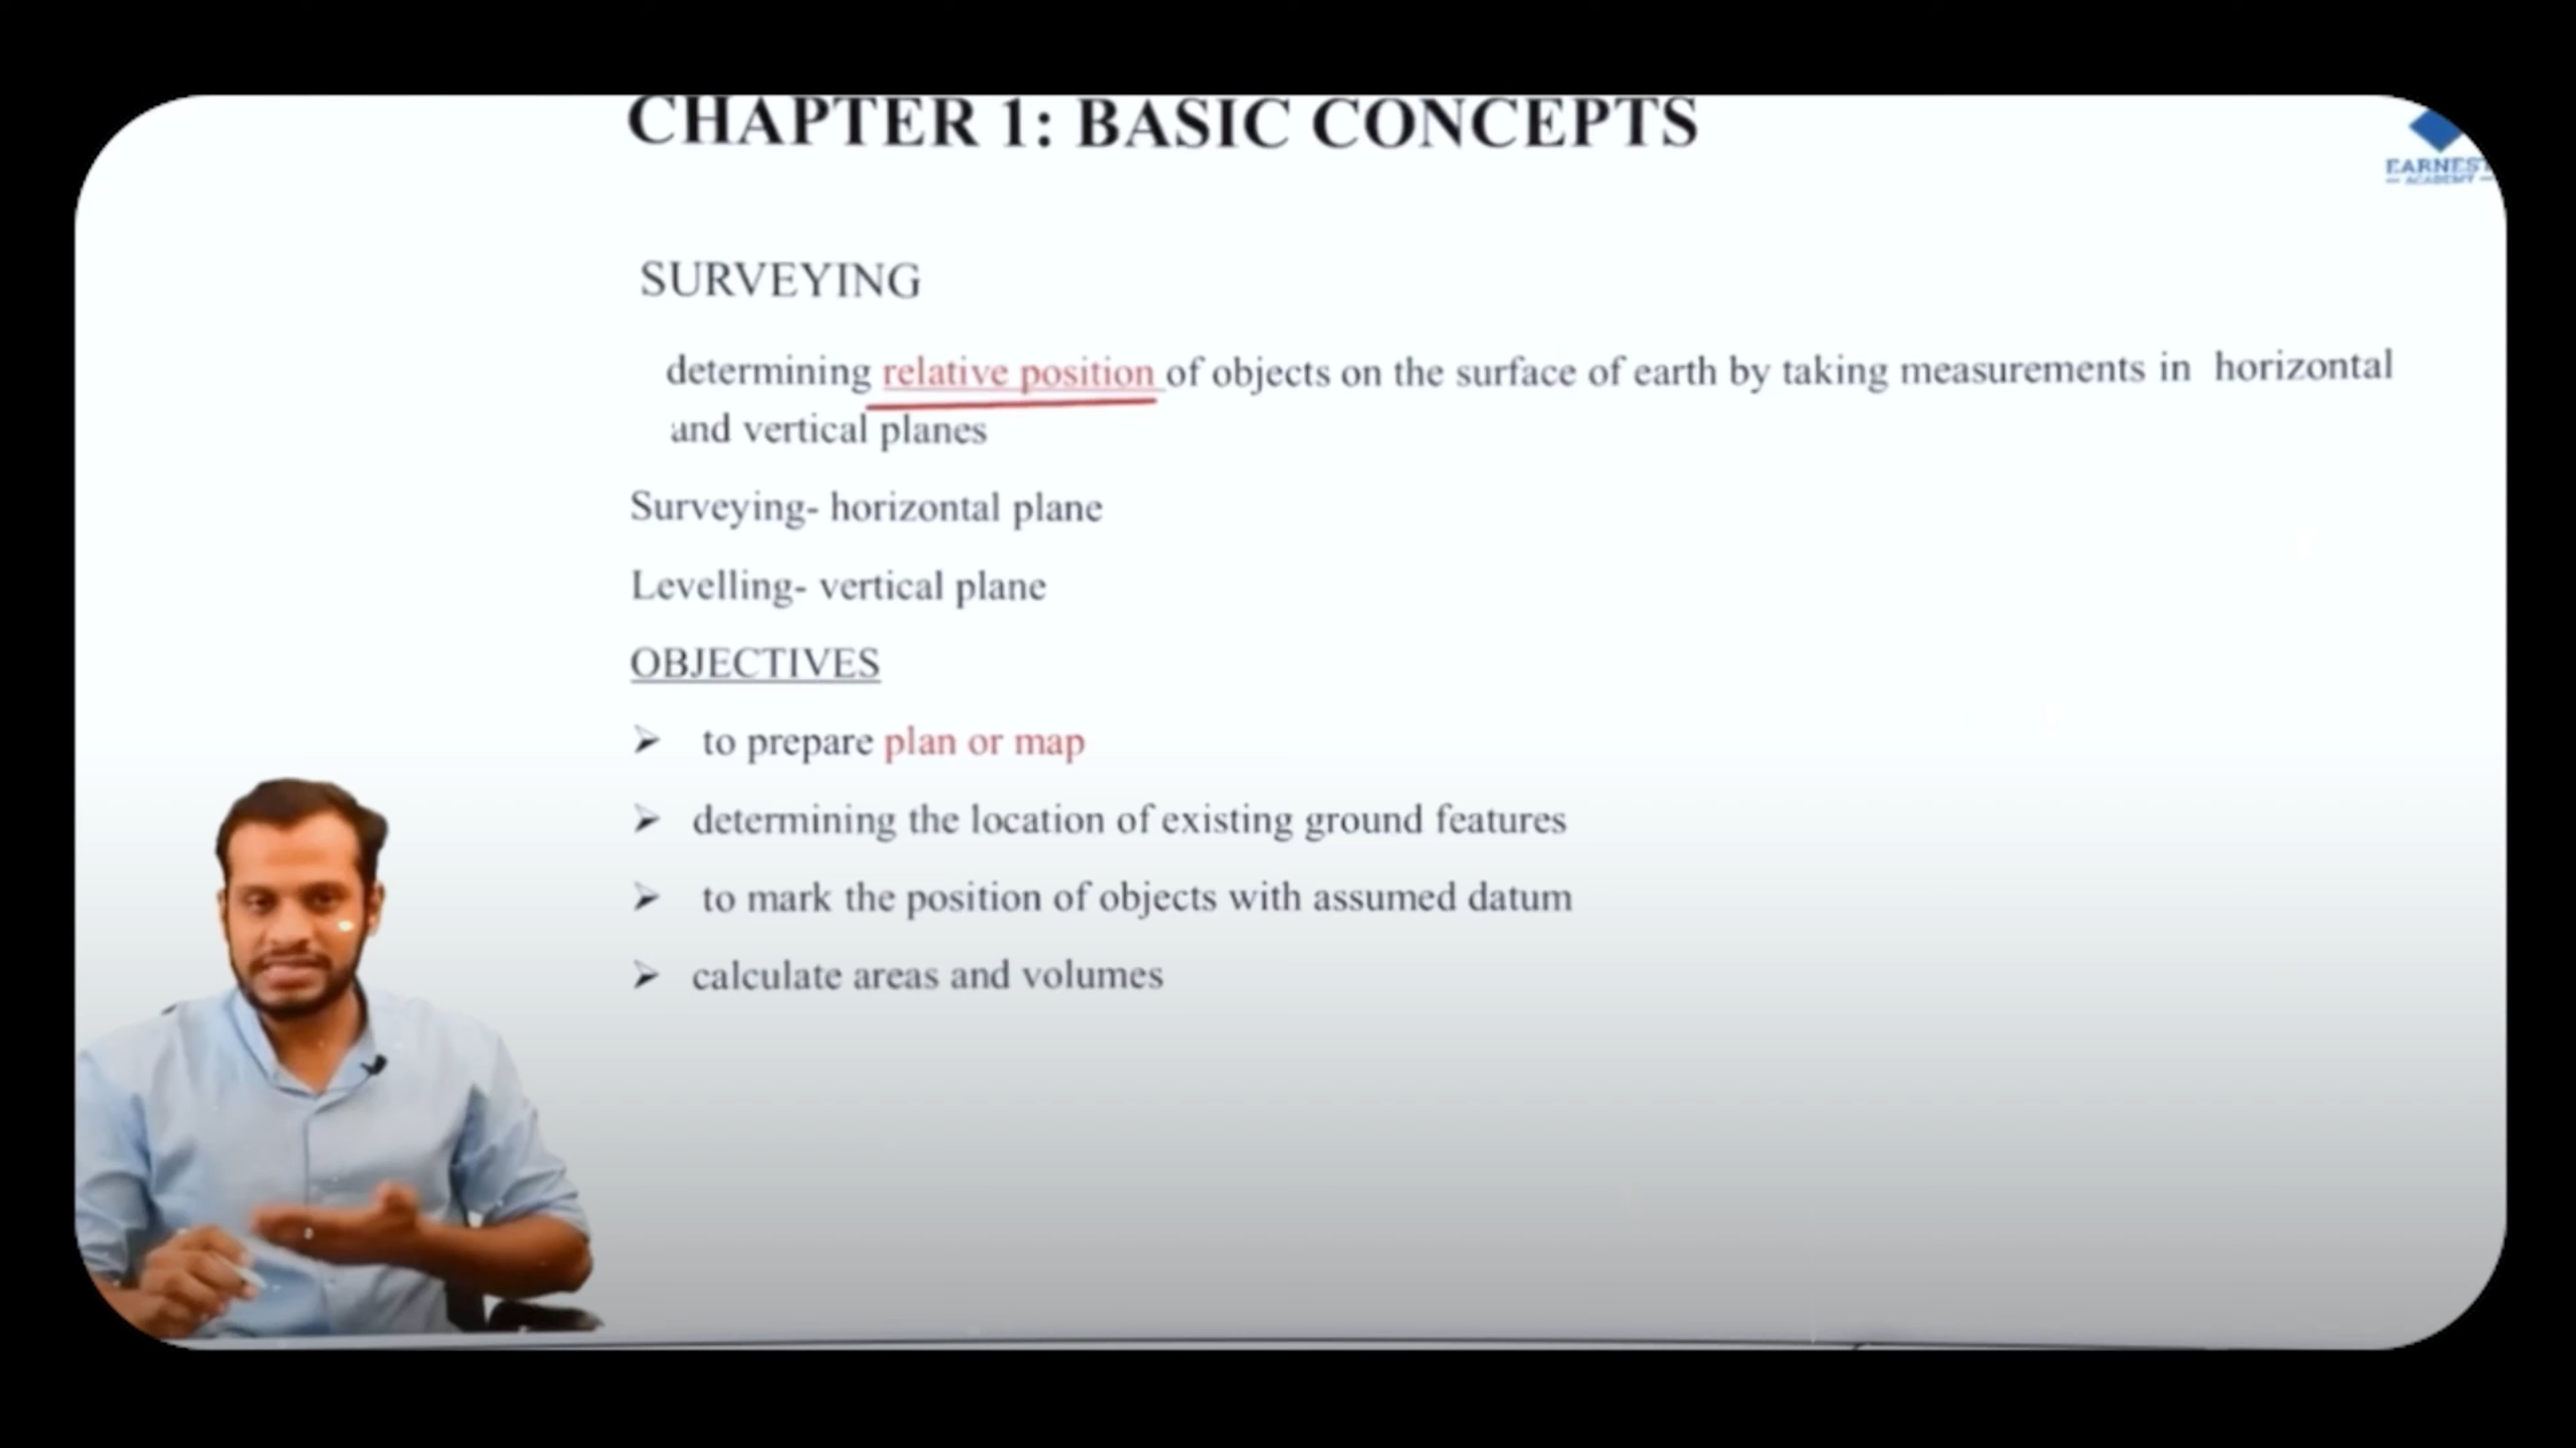 CHAPTER 1: BASIC CONCEPTS
EARNEST
ACADEMY
SURVEYING
determining relative position of objects on the surface of earth by taking measurements in horizontal
and vertical planes
Surveying- horizontal plane
Levelling- vertical plane
OBJECTIVES
➢ to prepare plan or map
➢ determining the location of existing ground features
➢ to mark the position of objects with assumed datum
➢ calculate areas and volumes